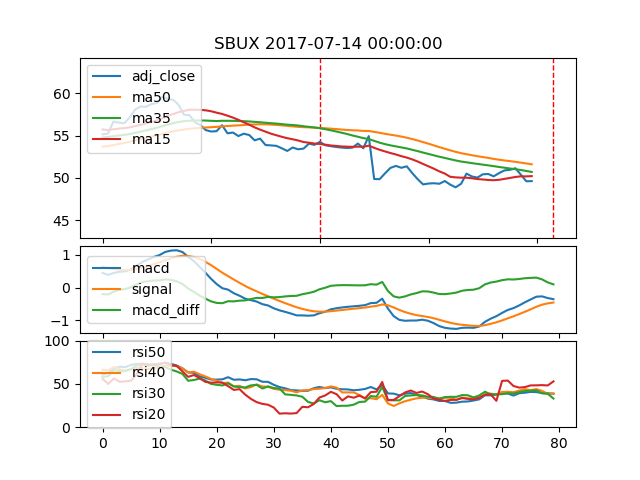 SBUX 2017-07-14 00:00:00
adj_close
ma50
ma35
ma15
60
55
50
45
macd
signal
macd_diff
1
0
−1
rsi50
rsi40
rsi30
rsi20
100
50
0
0 10 20 30 40 50 60 70 80